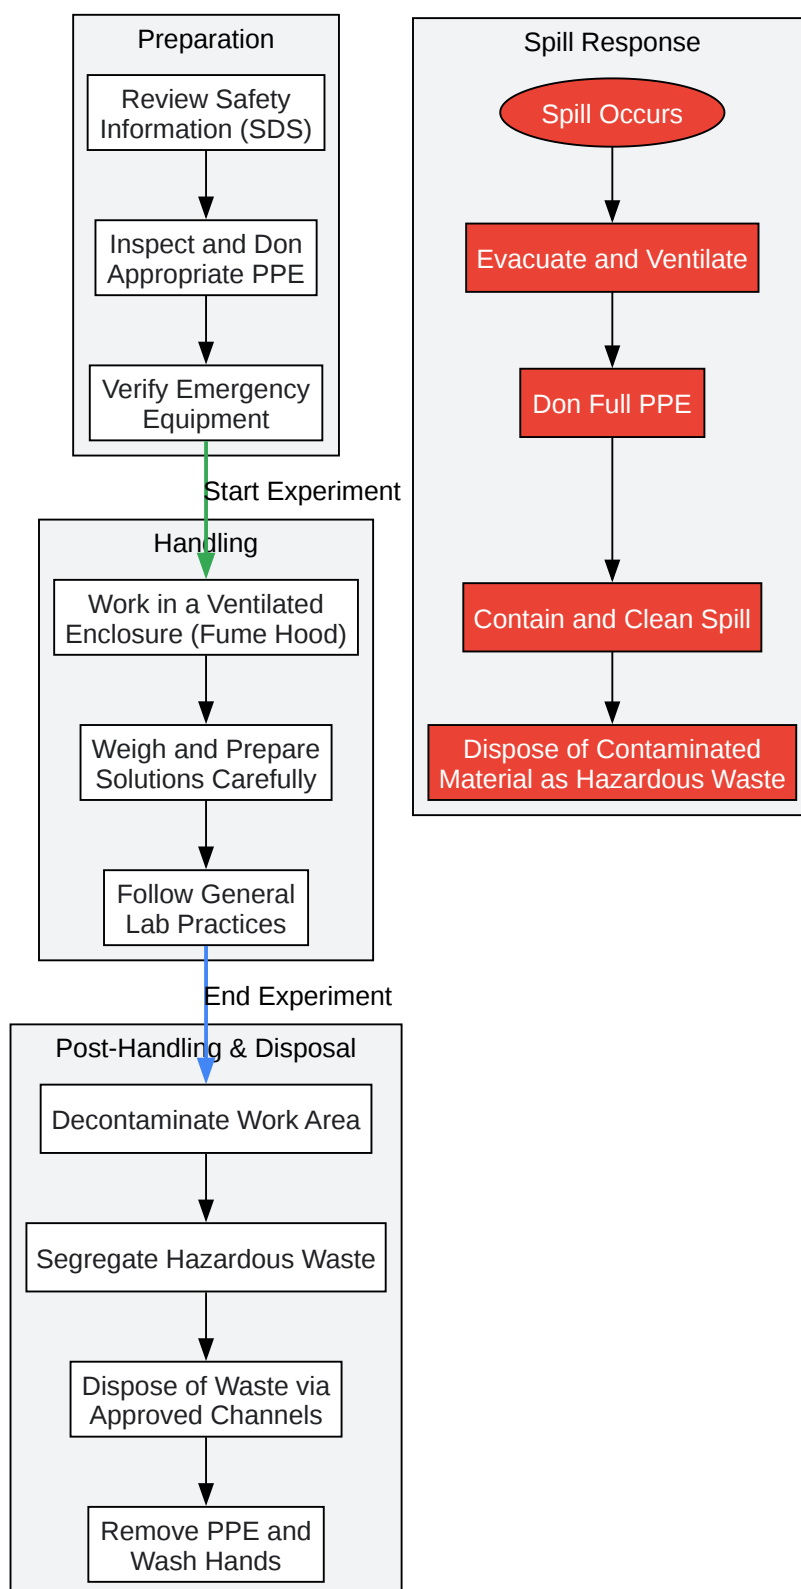 Preparation
Review Safety
Information (SDS)
Inspect and Don
Appropriate PPE
Verify Emergency
Equipment
Start Experiment
Handling
Work in a Ventilated
Enclosure (Fume Hood)
Weigh and Prepare
Solutions Carefully
Follow General
Lab Practices
End Experiment
Post-Handling & Disposal
Decontaminate Work Area
Segregate Hazardous Waste
Dispose of Waste via
Approved Channels
Remove PPE and
Wash Hands
Spill Response
Spill Occurs
Evacuate and Ventilate
Don Full PPE
Contain and Clean Spill
Dispose of Contaminated
Material as Hazardous Waste